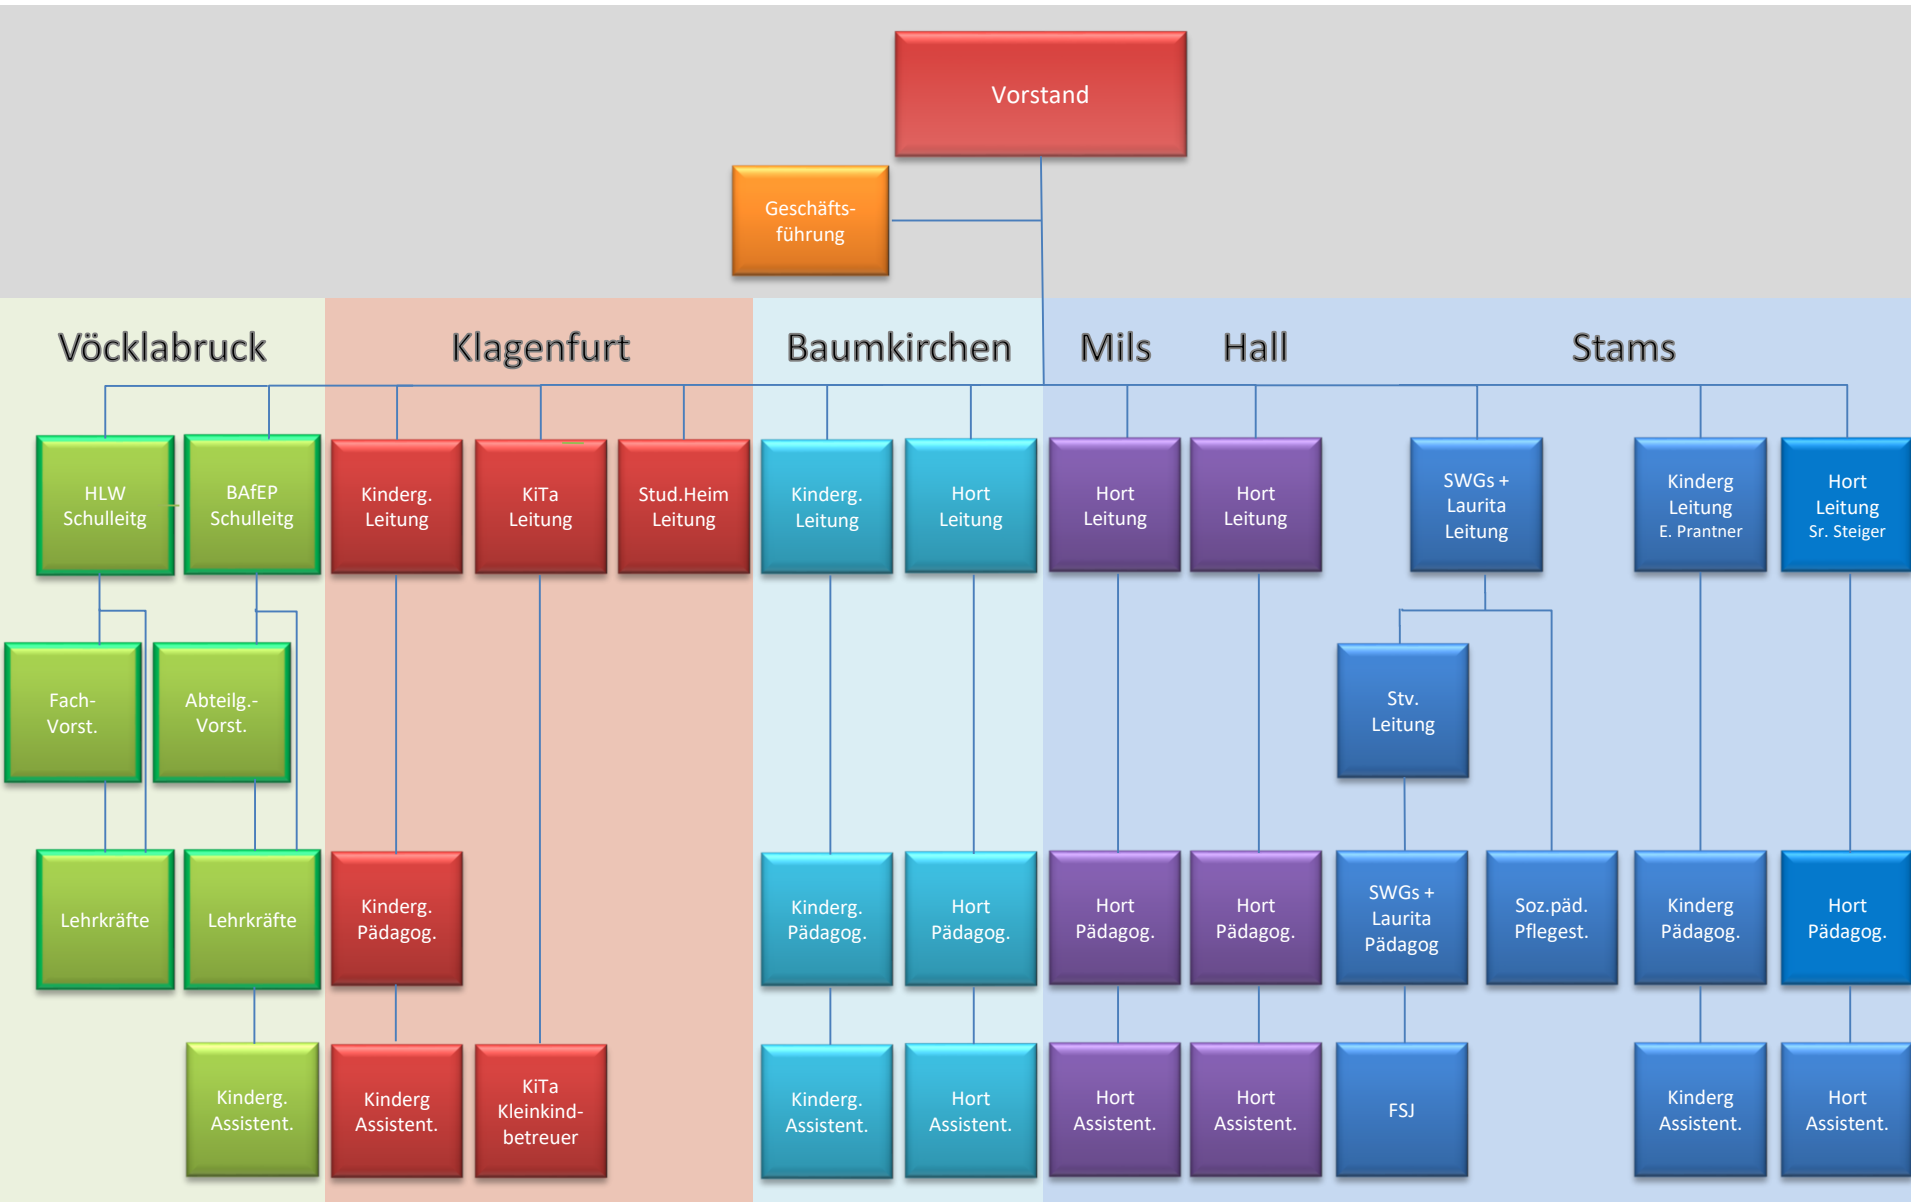 Vorstand
Geschäfts-
führung
Vöcklabruck
Klagenfurt
Baumkirchen
Mils
Hall
Stams
HLW
Schulleitg
BAfEP
Schulleitg
Kinderg.
Leitung
KiTa
Leitung
Stud.Heim
Leitung
Kinderg.
Leitung
Hort
Leitung
Hort
Leitung
Hort
Leitung
SWGs +
Laurita
Leitung
Kinderg
Leitung
E. Prantner
Hort
Leitung
Sr. Steiger
Fach-
Vorst.
Abteilg.-
Vorst.
Stv.
Leitung
Lehrkräfte
Lehrkräfte
Kinderg.
Pädagog.
Kinderg.
Pädagog.
Hort
Pädagog.
Hort
Pädagog.
Hort
Pädagog.
SWGs +
Laurita
Pädagog
Soz.päd.
Pflegest.
Kinderg
Pädagog.
Hort
Pädagog.
Kinderg.
Assistent.
Kinderg
Assistent.
KiTa
Kleinkind-
betreuer
Kinderg.
Assistent.
Hort
Assistent.
Hort
Assistent.
Hort
Assistent.
FSJ
Kinderg
Assistent.
Hort
Assistent.